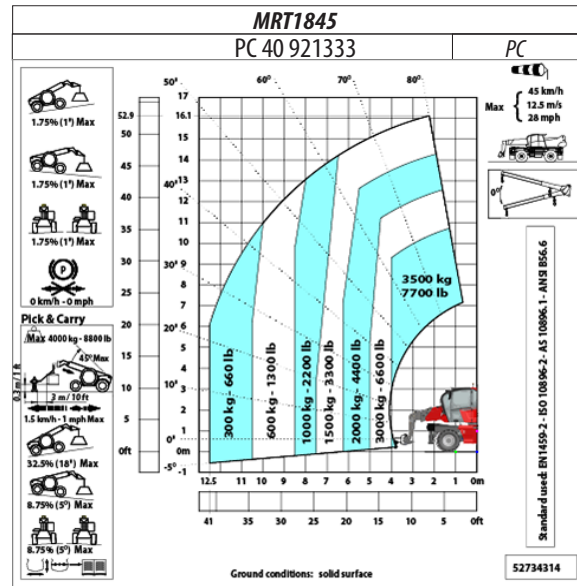 MRT1845
PC 40 921333
PC
1.75% (1°) Max
1.75% (1°) Max
1.75% (1°) Max
P
0 km/h - 0 mph
Pick & Carry
Max 4000 kg - 8800 lb
45° Max
0.3 m / 1 ft
3 m / 10 ft
1.5 km/h - 1 mph Max
32.5% (18°) Max
8.75% (5°) Max
8.75% (5°) Max
50° 60° 70° 80°
40°
30°
20°
10°
0°
-5°
52.9
50
45
40
35
30
25
20
15
10
5
0ft
17
16.1
15
14
13
12
11
10
9
8
7
6
5
4
3
2
1
0m
-1
300 kg - 660 lb
600 kg - 1300 lb
1000 kg - 2200 lb
1500 kg - 3300 lb
2000 kg - 4400 lb
3000 kg - 6600 lb
3500 kg
7700 lb
12.5 11 10 9 8 7 6 5 4 3 2 1 0m
41 35 30 25 20 15 10 5 0ft
Ground conditions: solid surface
Max
45 km/h
12.5 m/s
28 mph
0°
Standard used: EN1459-2 - ISO 10896-2 - AS 10896.1 - ANSI B56.6
52734314